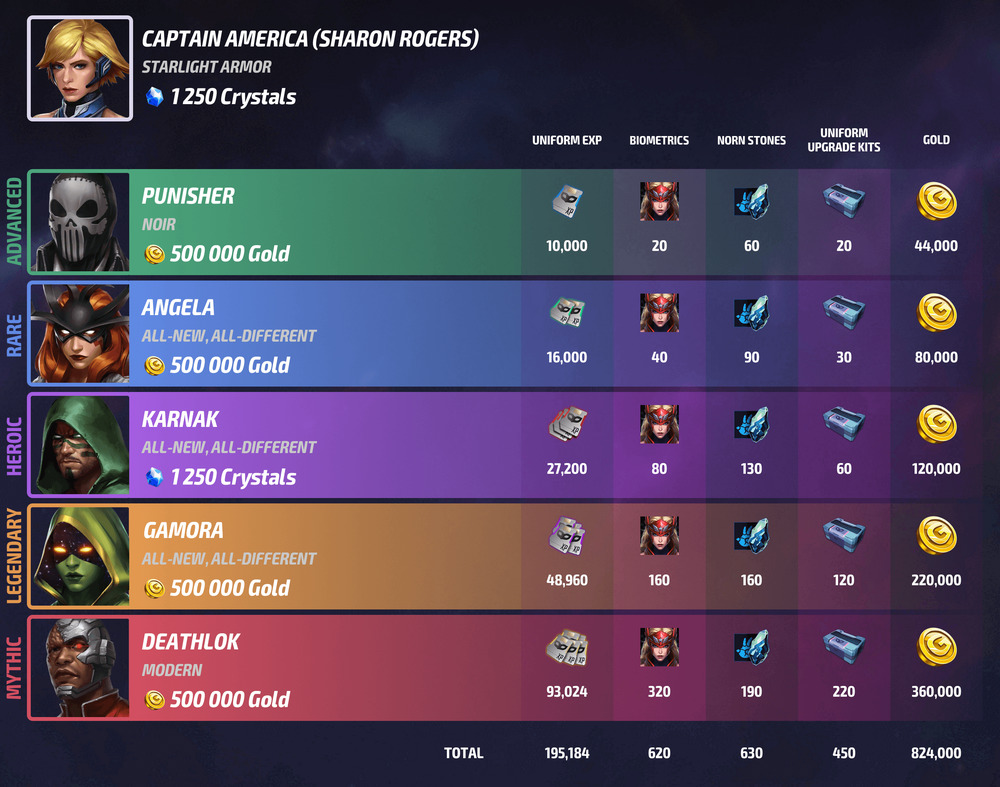 CAPTAIN AMERICA (SHARON ROGERS)
STARLIGHT ARMOR
1 250 Crystals
UNIFORM EXP BIOMETRICS NORN STONES UNIFORM UPGRADE KITS GOLD
ADVANCED
PUNISHER
NOIR
500 000 Gold
10,000 20 60 20 44,000
RARE
ANGELA
ALL-NEW, ALL-DIFFERENT
500 000 Gold
16,000 40 90 30 80,000
HEROIC
KARNAK
ALL-NEW, ALL-DIFFERENT
1 250 Crystals
27,200 80 130 60 120,000
LEGENDARY
GAMORA
ALL-NEW, ALL-DIFFERENT
500 000 Gold
48,960 160 160 120 220,000
MYTHIC
DEATHLOK
MODERN
500 000 Gold
93,024 320 190 220 360,000
TOTAL 195,184 620 630 450 824,000